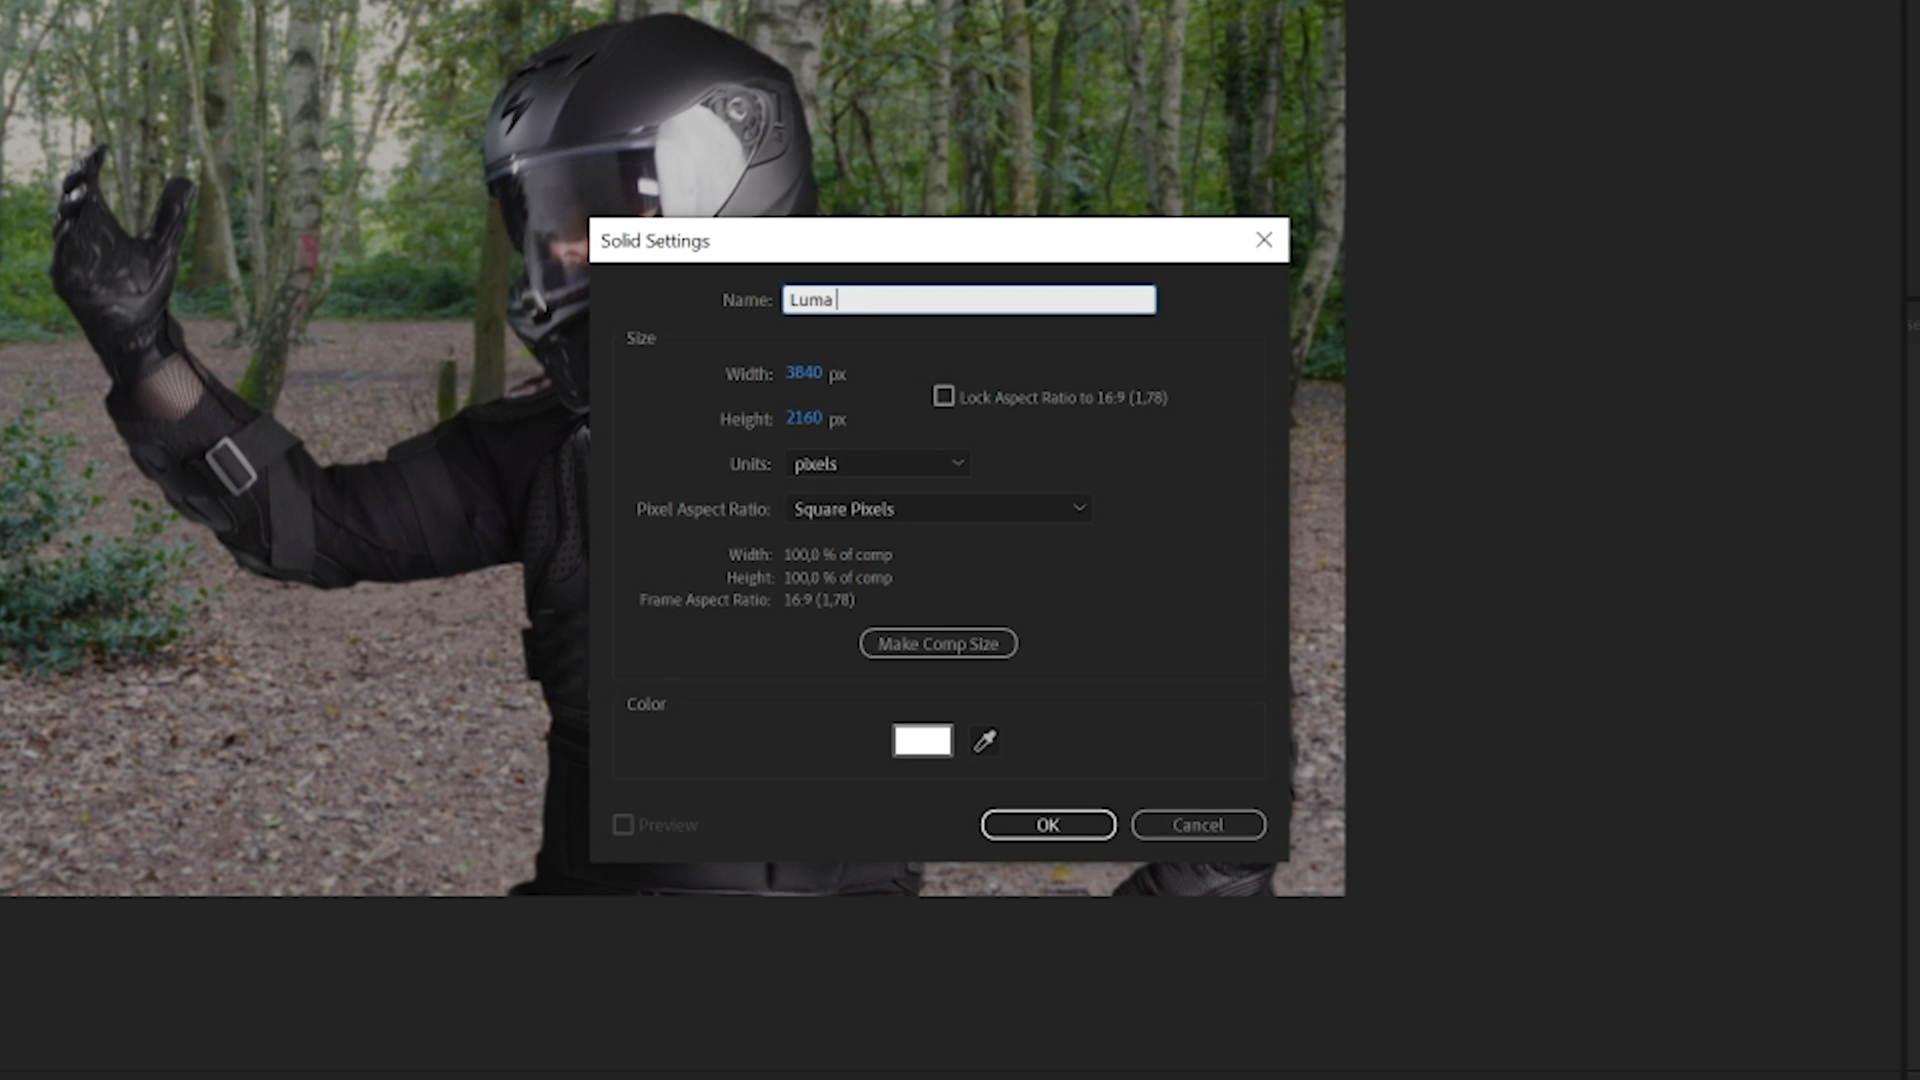 Solid Settings
Name: Luma
Size
Width: 3840 px
Lock Aspect Ratio to 16:9 (1,78)
Height: 2160 px
Units: pixels
Pixel Aspect Ratio: Square Pixels
Width: 100,0 % of comp
Height: 100,0 % of comp
Frame Aspect Ratio: 16:9 (1,78)
Make Comp Size
Color
Preview
OK
Cancel